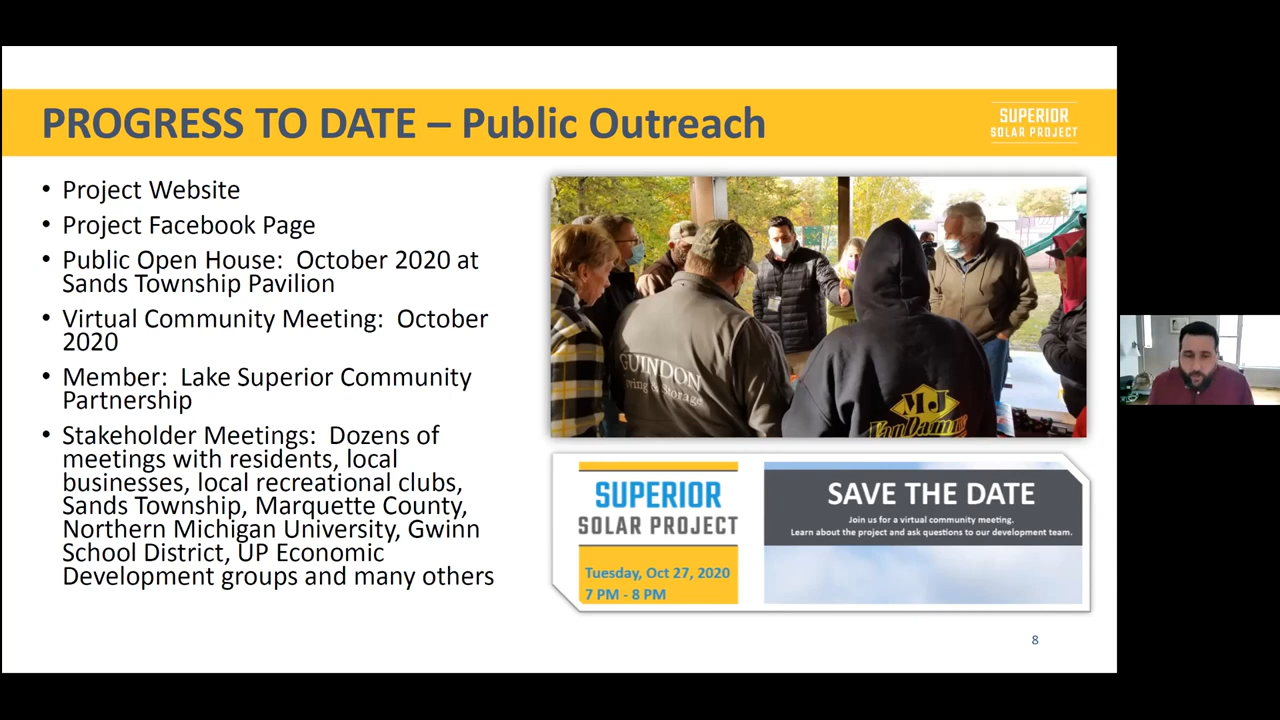 PROGRESS TO DATE – Public Outreach
SUPERIOR
SOLAR PROJECT
• Project Website
• Project Facebook Page
• Public Open House: October 2020 at
Sands Township Pavilion
• Virtual Community Meeting: October
2020
• Member: Lake Superior Community
Partnership
• Stakeholder Meetings: Dozens of
meetings with residents, local
businesses, local recreational clubs,
Sands Township, Marquette County,
Northern Michigan University, Gwinn
School District, UP Economic
Development groups and many others
GUINDON
& Storage
MJ
VanDamme
SUPERIOR
SOLAR PROJECT
Tuesday, Oct 27, 2020
7 PM - 8 PM
SAVE THE DATE
Join us for a virtual community meeting.
Learn about the project and ask questions to our development team.
8